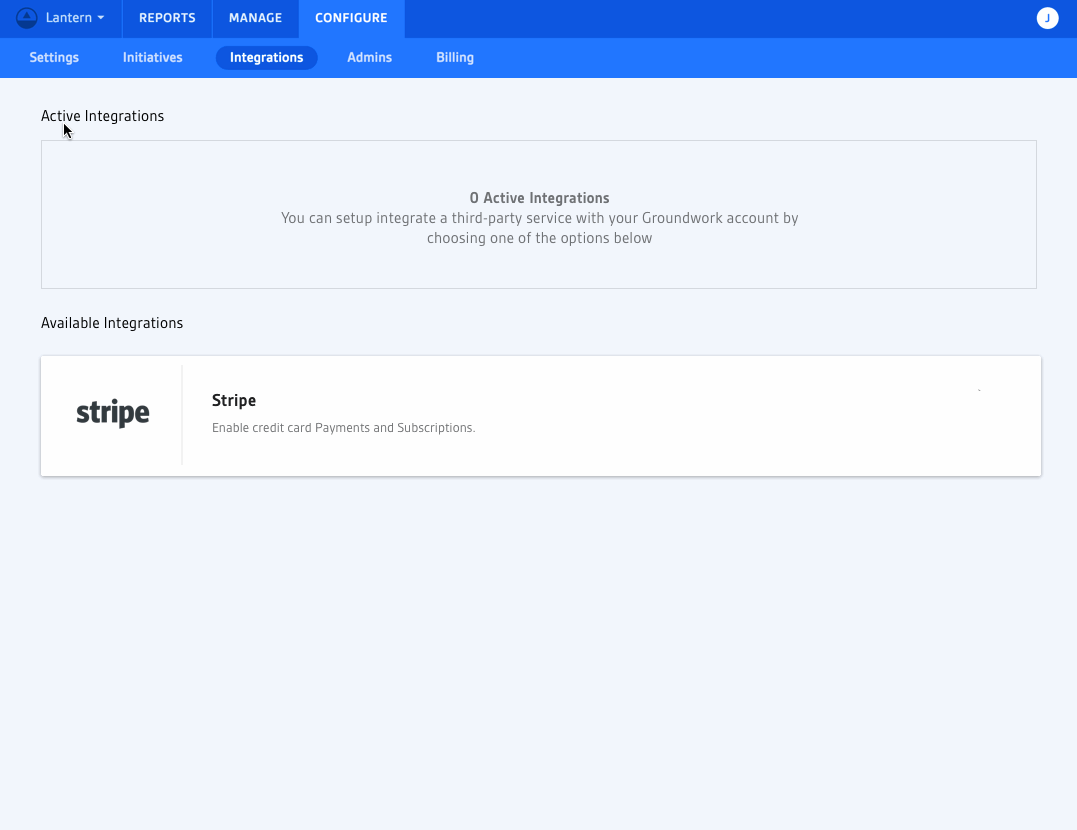 Lantern
REPORTS
MANAGE
CONFIGURE
J
Settings
Initiatives
Integrations
Admins
Billing
Active Integrations
0 Active Integrations
You can setup integrate a third-party service with your Groundwork account by
choosing one of the options below
Available Integrations
stripe
Stripe
Enable credit card Payments and Subscriptions.